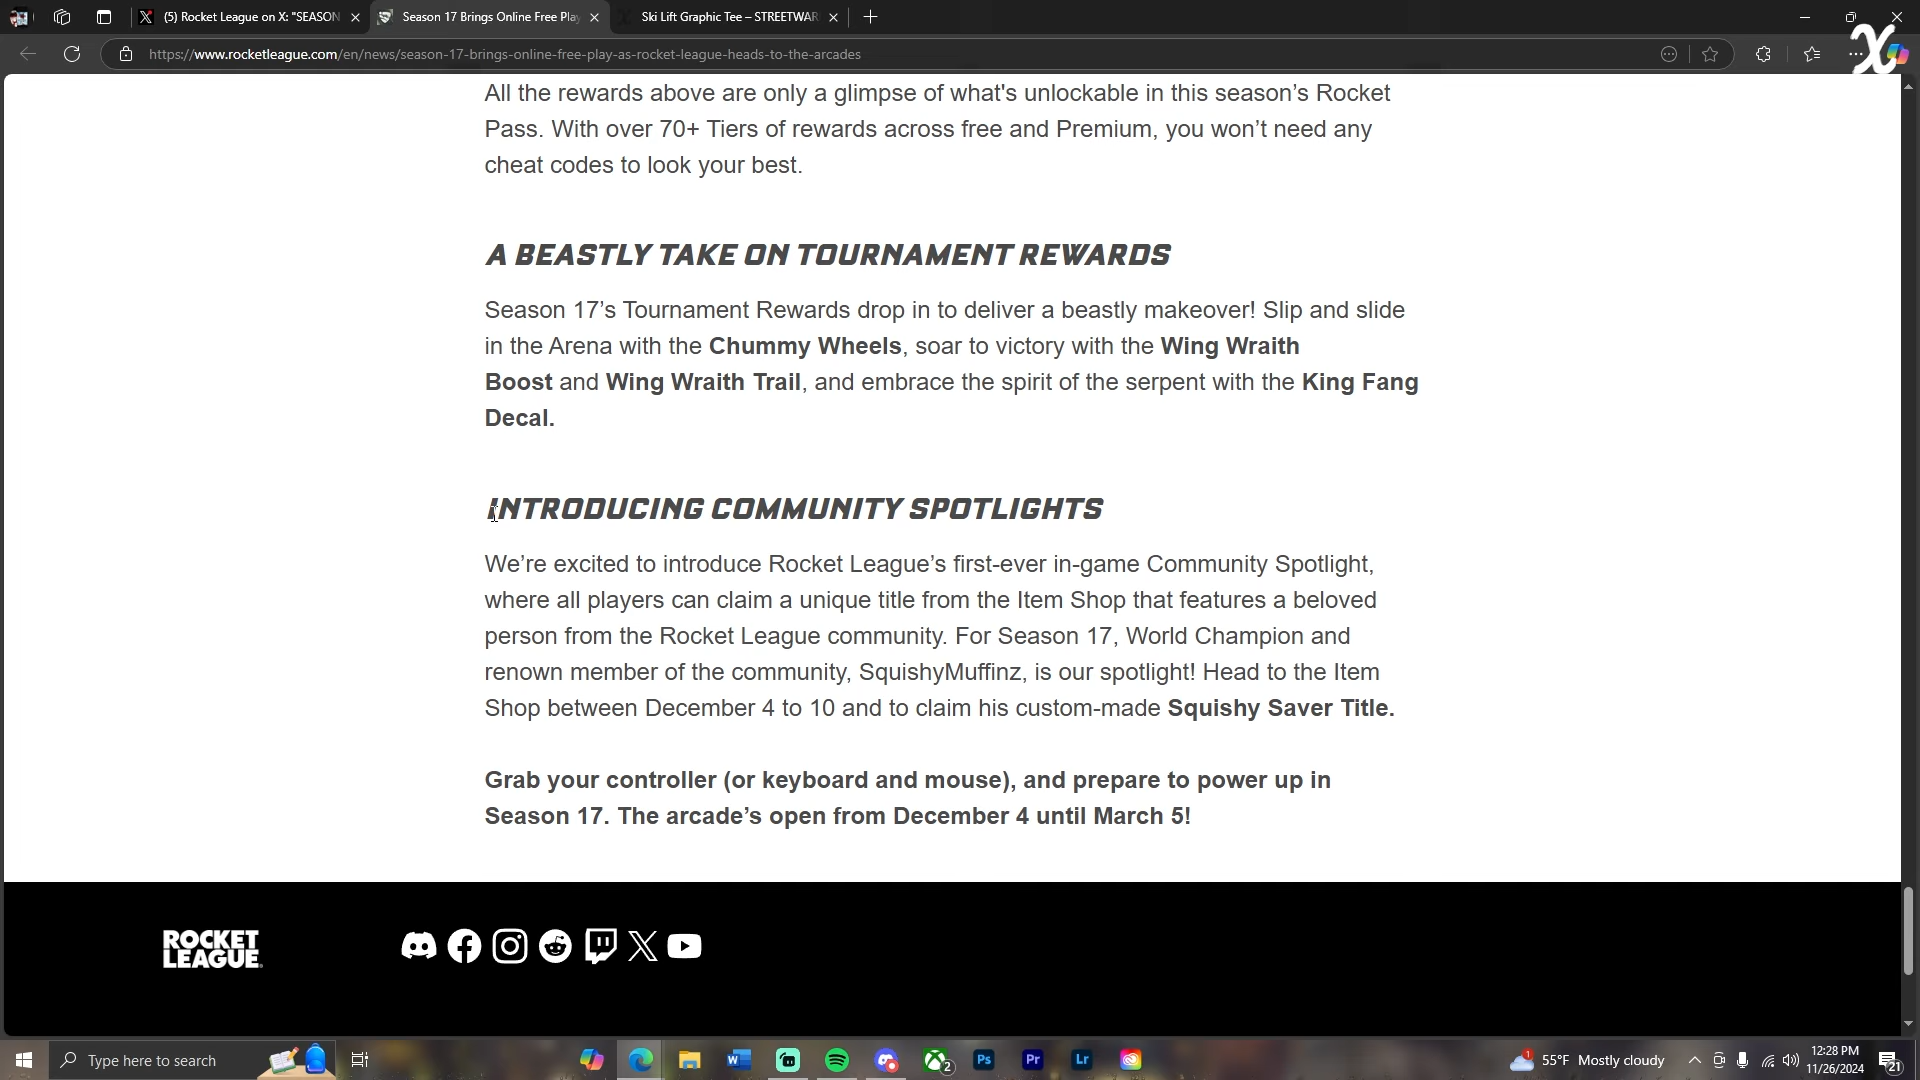 (5) Rocket League on X: "SEASON
Season 17 Brings Online Free Play
Ski Lift Graphic Tee – STREETWAR
https://www.rocketleague.com/en/news/season-17-brings-online-free-play-as-rocket-league-heads-to-the-arcades
All the rewards above are only a glimpse of what's unlockable in this season’s Rocket
Pass. With over 70+ Tiers of rewards across free and Premium, you won’t need any
cheat codes to look your best.
A BEASTLY TAKE ON TOURNAMENT REWARDS
Season 17’s Tournament Rewards drop in to deliver a beastly makeover! Slip and slide
in the Arena with the Chummy Wheels, soar to victory with the Wing Wraith
Boost and Wing Wraith Trail, and embrace the spirit of the serpent with the King Fang
Decal.
INTRODUCING COMMUNITY SPOTLIGHTS
We’re excited to introduce Rocket League’s first-ever in-game Community Spotlight,
where all players can claim a unique title from the Item Shop that features a beloved
person from the Rocket League community. For Season 17, World Champion and
renown member of the community, SquishyMuffinz, is our spotlight! Head to the Item
Shop between December 4 to 10 and to claim his custom-made Squishy Saver Title.
Grab your controller (or keyboard and mouse), and prepare to power up in
Season 17. The arcade’s open from December 4 until March 5!
ROCKET
LEAGUE
Type here to search
W
2
Ps
Pr
Lr
1
55°F Mostly cloudy
12:28 PM
11/26/2024
21